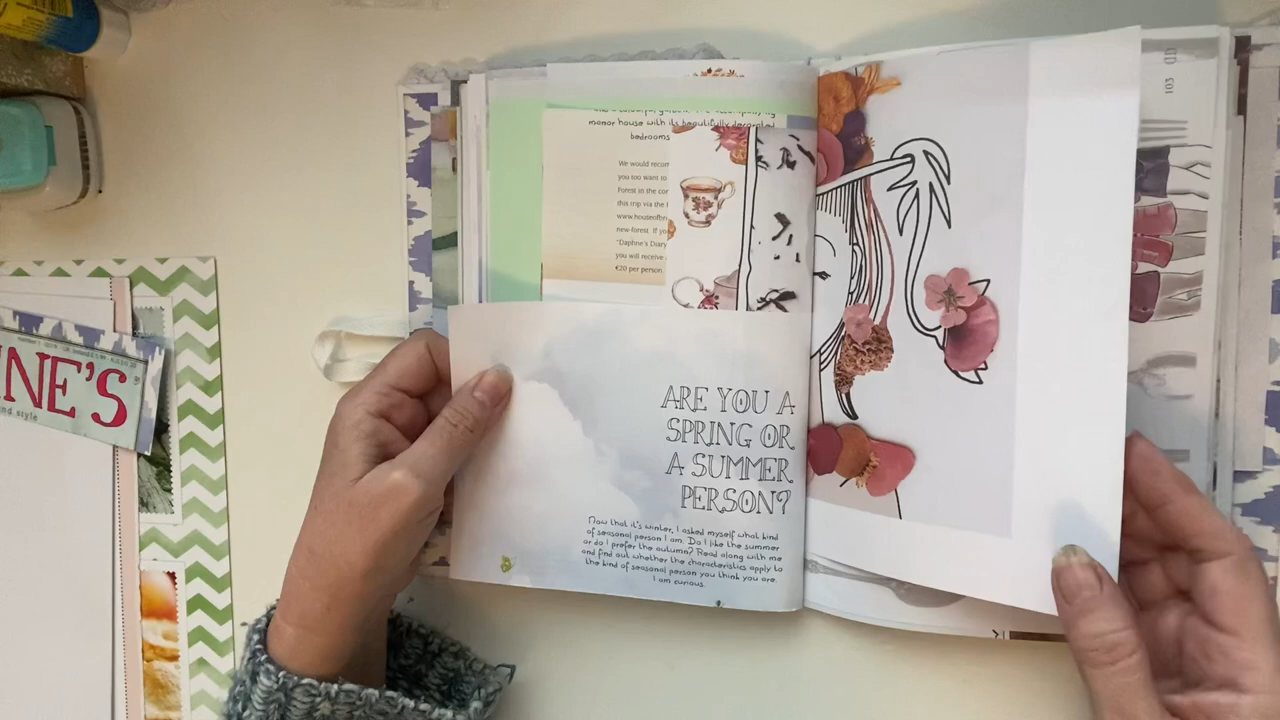 manor house with its beautifully decorated
bedrooms
We would recom
you too want to
Forest in the cor
this trip via the
www.houseofbri
new-forest. If yo
"Daphne's Diary
you will receive
€20 per person.
ARE YOU A
SPRING OR
A SUMMER
PERSON?
Now that it's winter, I asked myself what kind
of seasonal person I am. Do I like the summer
or do I prefer the autumn? Read along with me
and find out whether the characteristics apply to
the kind of seasonal person you think you are.
I am curious.
103
NE'S
nd style